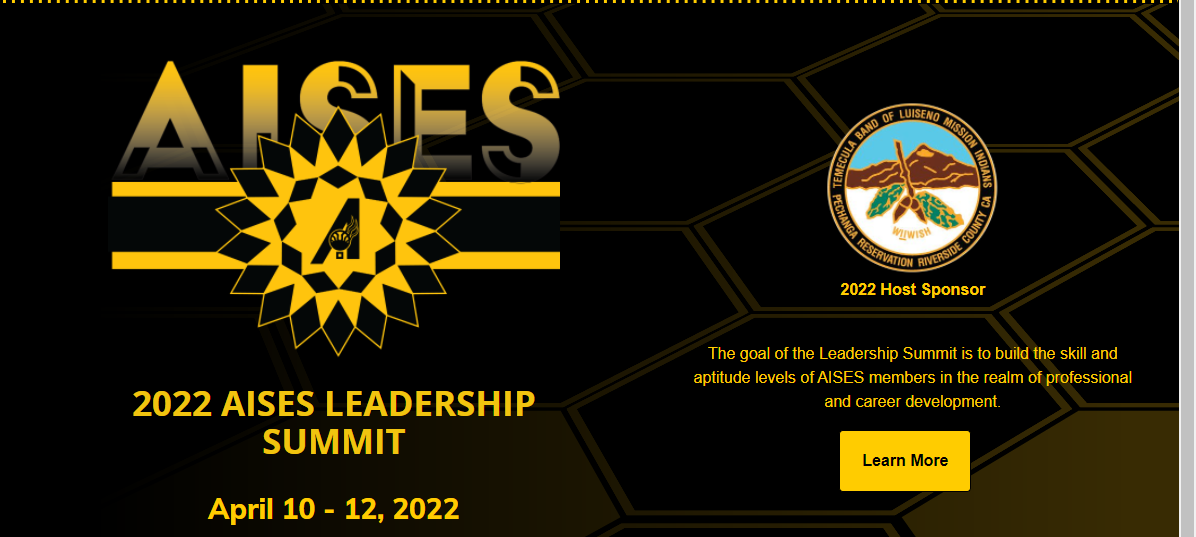 AISES
A
2022 AISES LEADERSHIP
SUMMIT
April 10 - 12, 2022
TEMECULA BAND OF LUISENO MISSION INDIANS
PECHANGA RESERVATION RIVERSIDE COUNTY CA
WIIWISH
2022 Host Sponsor
The goal of the Leadership Summit is to build the skill and
aptitude levels of AISES members in the realm of professional
and career development.
Learn More